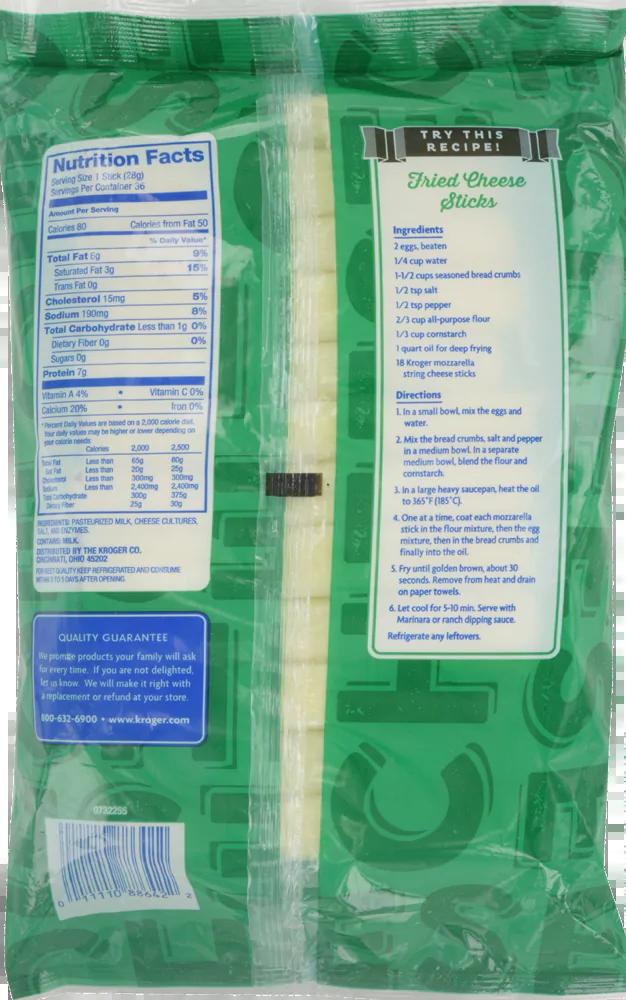 Nutrition Facts
Serving Size 1 Stick (28g)
Servings Per Container 36
Amount Per Serving
Calories 80 Calories from Fat 50
% Daily Value*
Total Fat 6g 9%
Saturated Fat 3g 15%
Trans Fat 0g
Cholesterol 15mg 5%
Sodium 190mg 8%
Total Carbohydrate Less than 1g 0%
Dietary Fiber 0g 0%
Sugars 0g
Protein 7g
Vitamin A 4% • Vitamin C 0%
Calcium 20% • Iron 0%
* Percent Daily Values are based on a 2,000 calorie diet.
Your daily values may be higher or lower depending on
your calorie needs:
Calories 2,000 2,500
Total Fat Less than 65g 80g
Sat Fat Less than 20g 25g
Cholesterol Less than 300mg 300mg
Sodium Less than 2,400mg 2,400mg
Total Carbohydrate 300g 375g
Dietary Fiber 25g 30g
INGREDIENTS: PASTEURIZED MILK, CHEESE CULTURES,
SALT, AND ENZYMES.
CONTAINS: MILK.
DISTRIBUTED BY THE KROGER CO.
CINCINNATI, OHIO 45202
FOR BEST QUALITY KEEP REFRIGERATED AND CONSUME
WITHIN 3 TO 5 DAYS AFTER OPENING.
QUALITY GUARANTEE
We promise products your family will ask
for every time. If you are not delighted,
let us know. We will make it right with
a replacement or refund at your store.
800-632-6900 • www.kroger.com
0732255
0 11110 88642 2
TRY THIS
RECIPE!
Fried Cheese
Sticks
Ingredients
2 eggs, beaten
1/4 cup water
1-1/2 cups seasoned bread crumbs
1/2 tsp salt
1/2 tsp pepper
2/3 cup all-purpose flour
1/3 cup cornstarch
1 quart oil for deep frying
18 Kroger mozzarella
string cheese sticks
Directions
1. In a small bowl, mix the eggs and
water.
2. Mix the bread crumbs, salt and pepper
in a medium bowl. In a separate
medium bowl, blend the flour and
cornstarch.
3. In a large heavy saucepan, heat the oil
to 365°F (185°C).
4. One at a time, coat each mozzarella
stick in the flour mixture, then the egg
mixture, then in the bread crumbs and
finally into the oil.
5. Fry until golden brown, about 30
seconds. Remove from heat and drain
on paper towels.
6. Let cool for 5-10 min. Serve with
Marinara or ranch dipping sauce.
Refrigerate any leftovers.